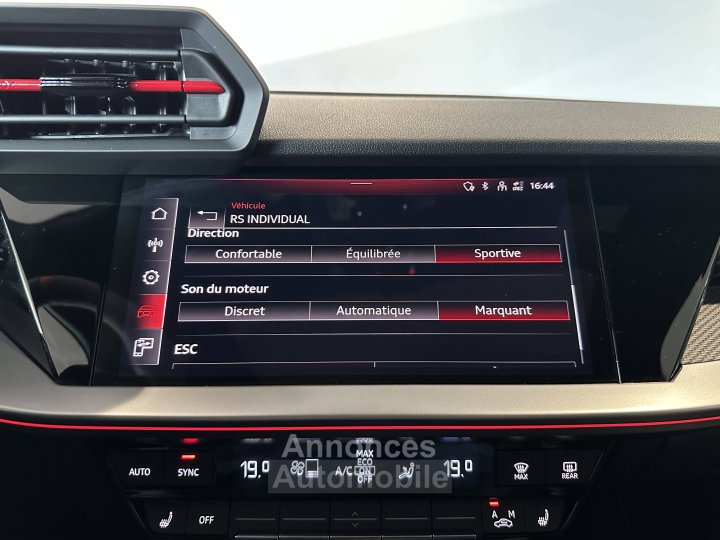 16:44
Véhicule
RS INDIVIDUAL
Direction
Confortable Équilibrée Sportive
Son du moteur
Discret Automatique Marquant
ESC
MAX
AUTO SYNC 19.0 A/C ECO ON OFF 19.0 MAX REAR
OFF A M
Annonces
Automobile